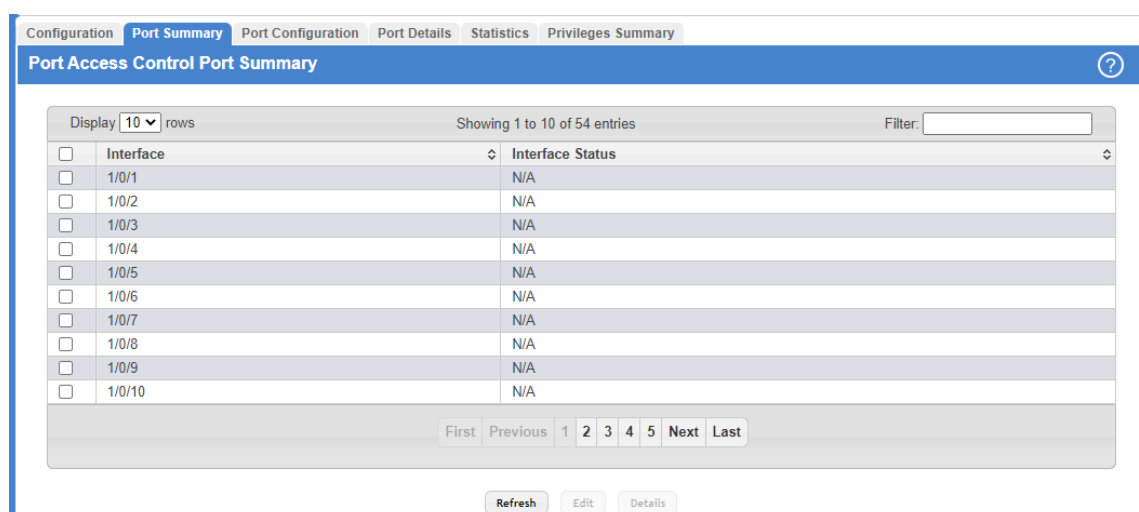 Configuration Port Summary Port Configuration Port Details Statistics Privileges Summary
Port Access Control Port Summary ?
Display 10 rows Showing 1 to 10 of 54 entries Filter:
Interface Interface Status
1/0/1 N/A
1/0/2 N/A
1/0/3 N/A
1/0/4 N/A
1/0/5 N/A
1/0/6 N/A
1/0/7 N/A
1/0/8 N/A
1/0/9 N/A
1/0/10 N/A
First Previous 1 2 3 4 5 Next Last
Refresh Edit Details